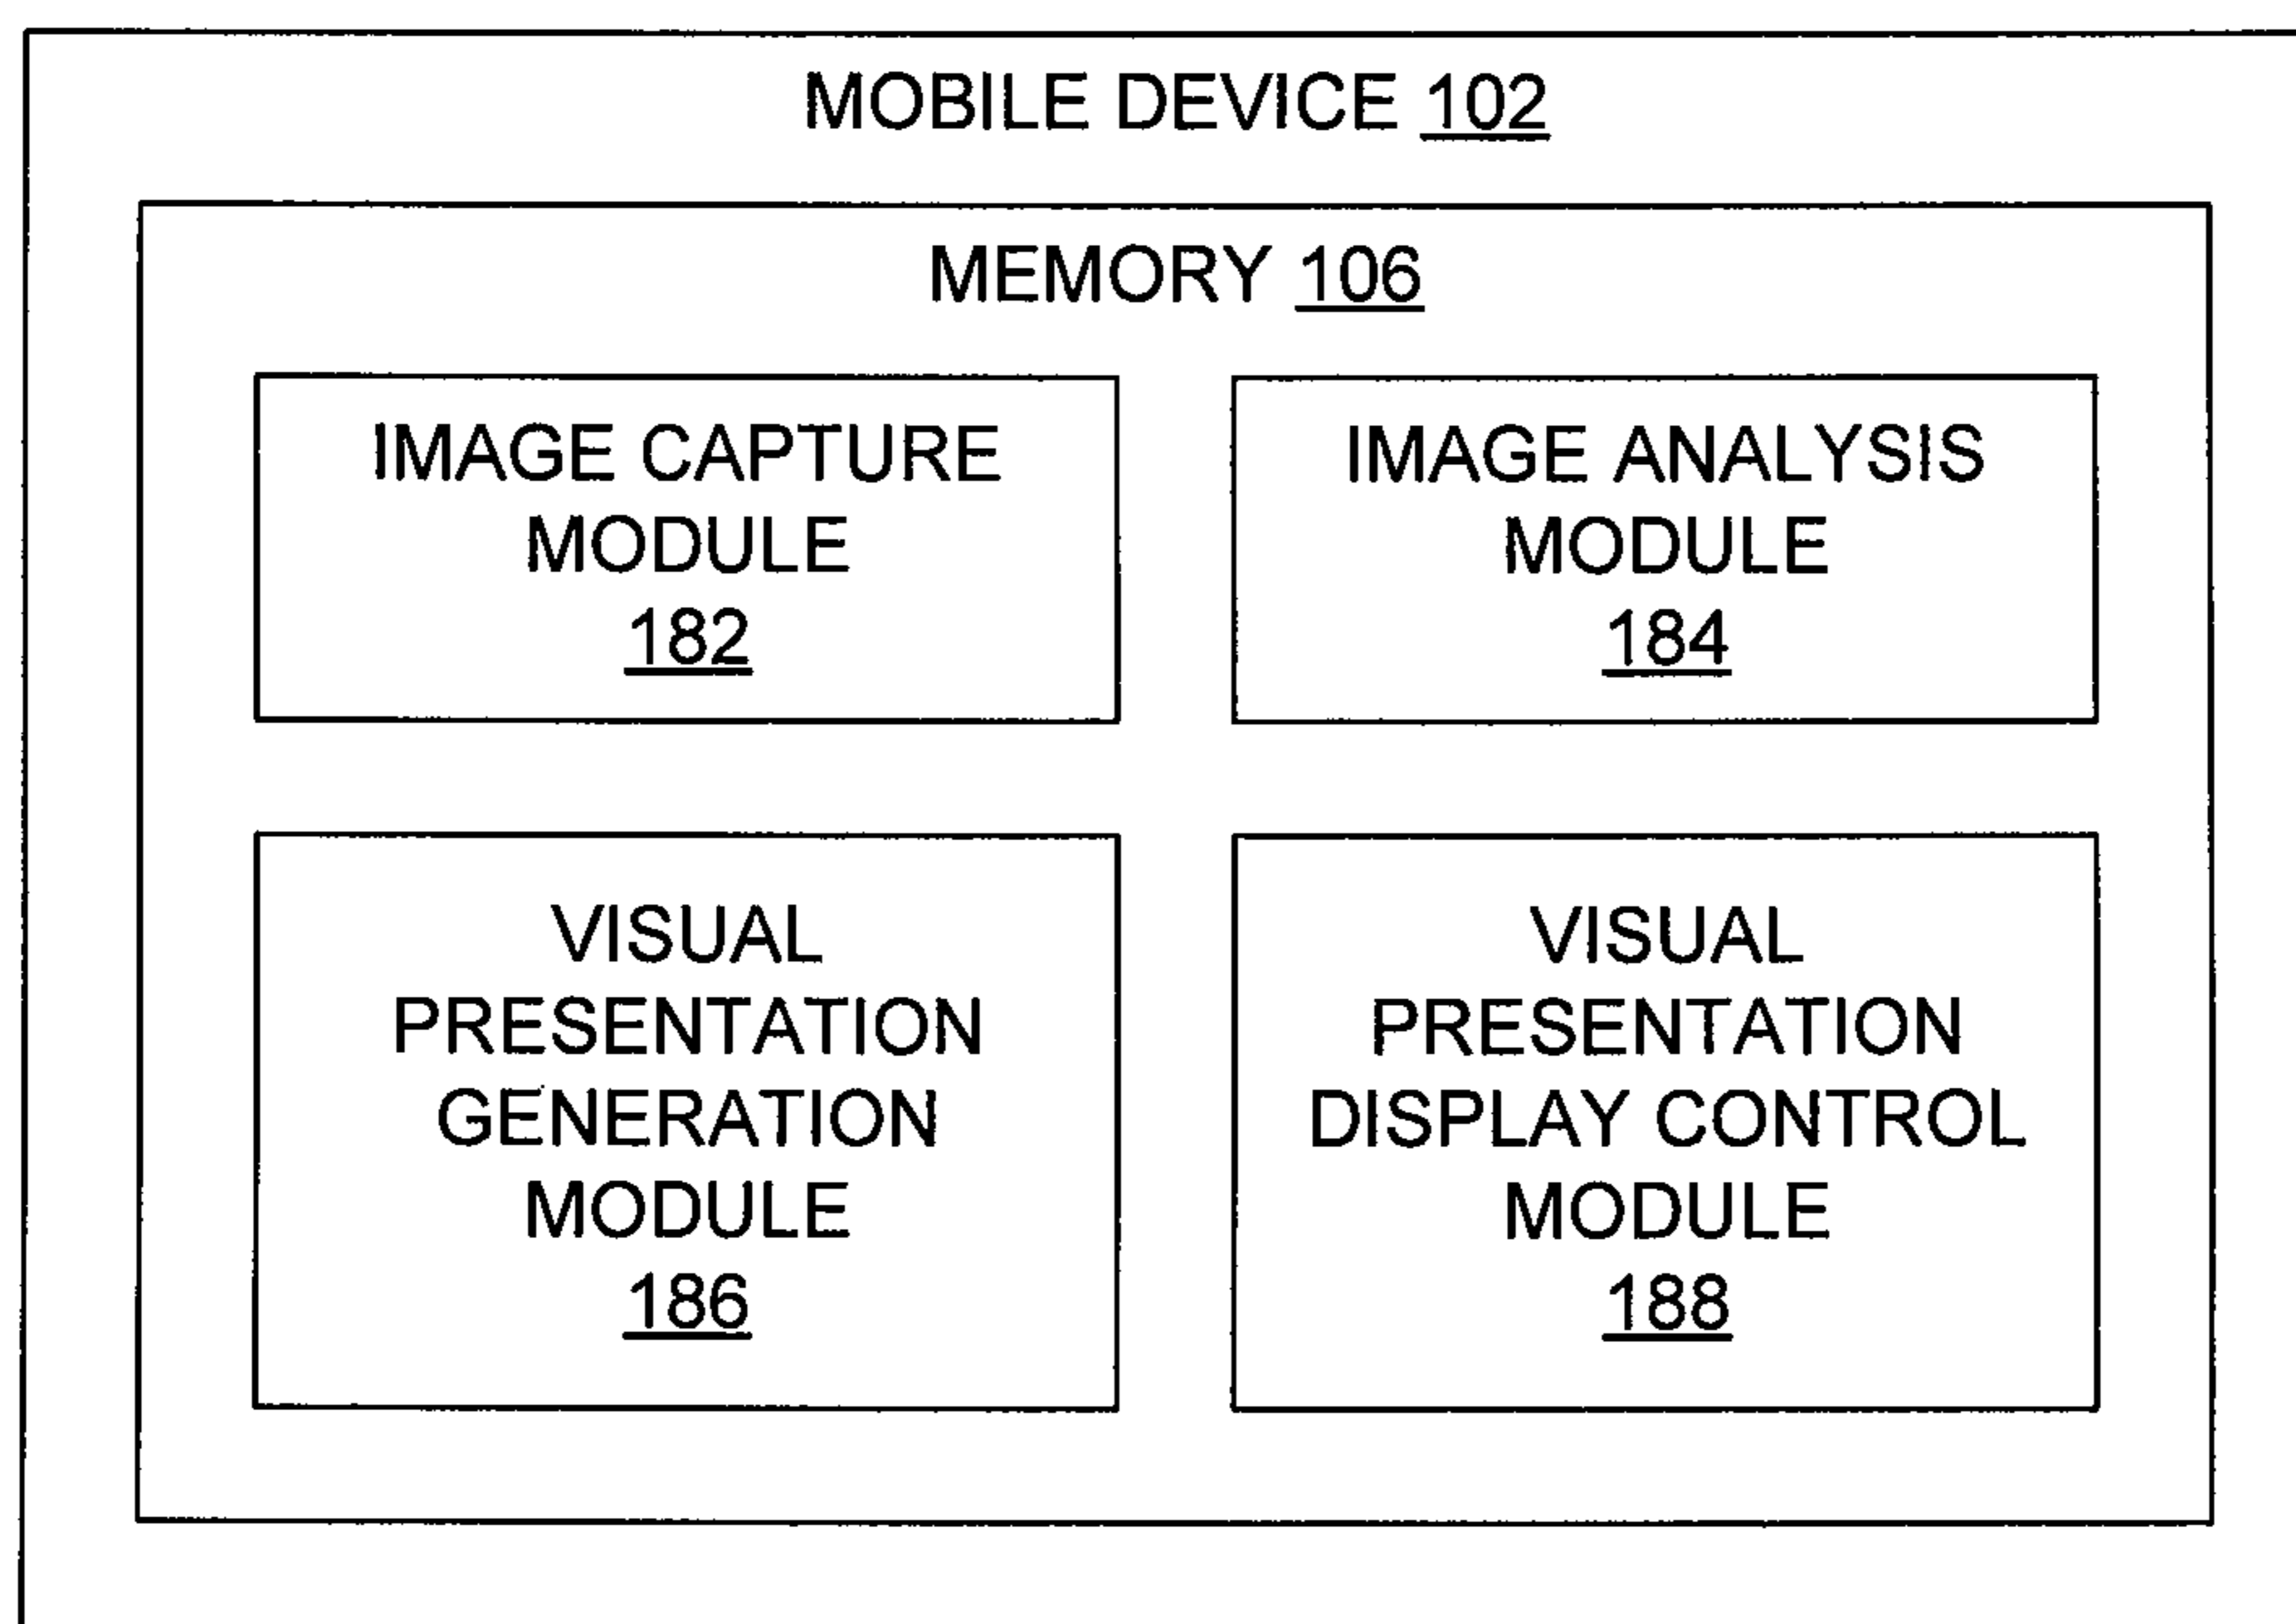 MOBILE DEVICE 102
MEMORY 106
IMAGE CAPTURE
MODULE
182
IMAGE ANALYSIS
MODULE
184
VISUAL
PRESENTATION
GENERATION
MODULE
186
VISUAL
PRESENTATION
DISPLAY CONTROL
MODULE
188